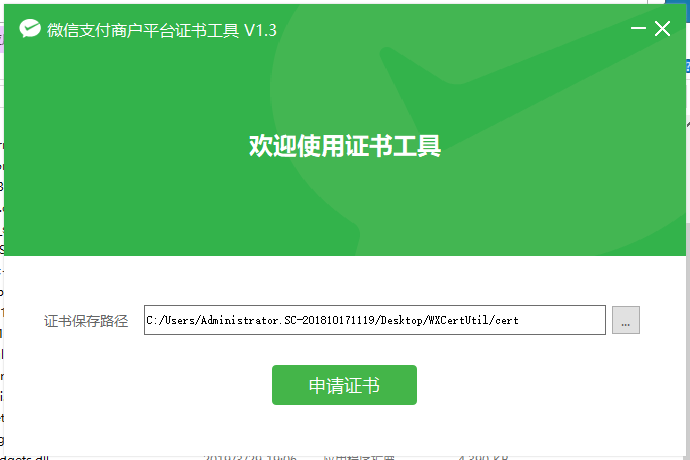 微信支付商户平台证书工具 V1.3
欢迎使用证书工具
证书保存路径 C:/Users/Administrator.SC-201810171119/Desktop/WXCertUtil/cert ...
申请证书